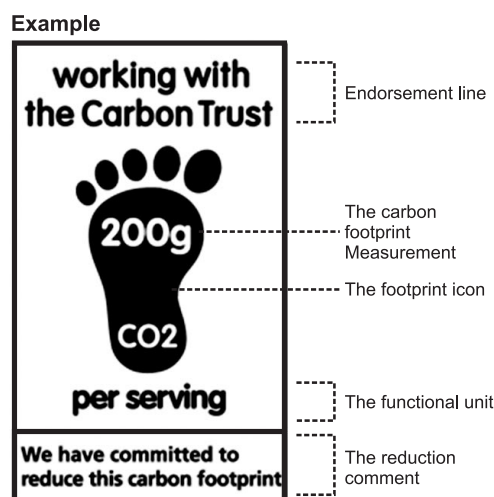 Example
working with
the Carbon Trust
Endorsement line
200g
The carbon
footprint
Measurement
The footprint icon
CO2
per serving
The functional unit
We have committed to
reduce this carbon footprint
The reduction
comment